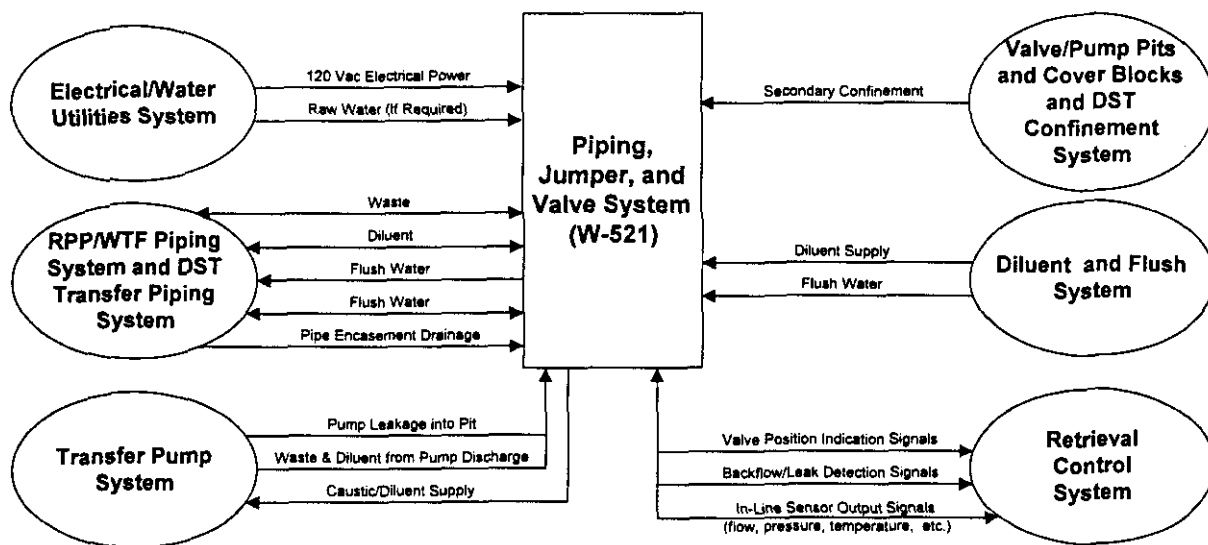 Electrical/Water
Utilities System
120 Vac Electrical Power
Raw Water (If Required)
RPP/WTF Piping
System and DST
Transfer Piping
System
Waste
Diluent
Flush Water
Flush Water
Pipe Encasement Drainage
Transfer Pump
System
Pump Leakage into Pit
Waste & Diluent from Pump Discharge
Caustic/Diluent Supply
Piping,
Jumper, and
Valve System
(W-521)
Secondary Confinement
Valve/Pump Pits
and Cover Blocks
and DST
Confinement
System
Diluent Supply
Flush Water
Diluent and Flush
System
Valve Position Indication Signals
Backflow/Leak Detection Signals
In-Line Sensor Output Signals
(flow, pressure, temperature, etc.)
Retrieval
Control
System